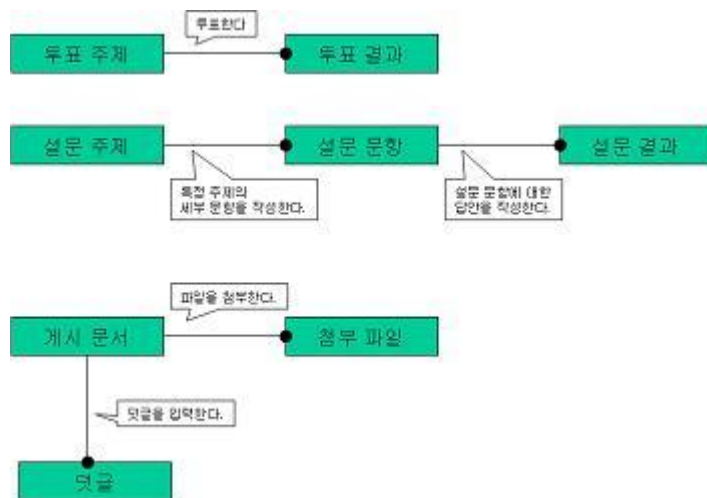 투표한다
투표 주제
투표 결과
설문 주제
설문 문항
설문 결과
특정 주제의
세부 문항을 작성한다.
설문 문항에 대한
답안을 작성한다.
파일을 첨부한다.
게시 문서
첨부 파일
댓글을 입력한다.
댓글